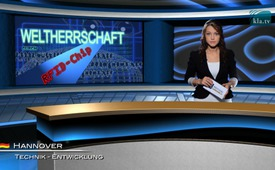 kla.tv
WELTHERRSCHAFT
RFID-Chip
HANNOVER
TECHNIK - ENTWICKLUNG